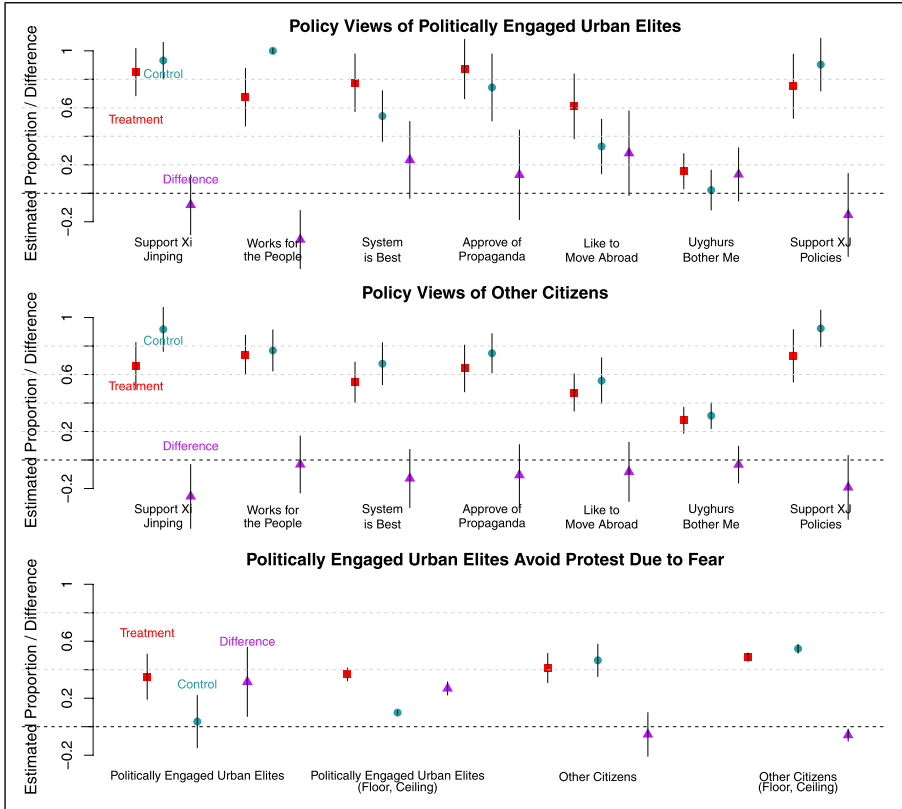 Policy Views of Politically Engaged Urban Elites
Estimated Proportion / Difference
1
0.6
0.2
−0.2
Control
Treatment
Difference
Support Xi
Jinping
Works for
the People
System
is Best
Approve of
Propaganda
Like to
Move Abroad
Uyghurs
Bother Me
Support XJ
Policies
Policy Views of Other Citizens
Estimated Proportion / Difference
1
0.6
0.2
−0.2
Control
Treatment
Difference
Support Xi
Jinping
Works for
the People
System
is Best
Approve of
Propaganda
Like to
Move Abroad
Uyghurs
Bother Me
Support XJ
Policies
Politically Engaged Urban Elites Avoid Protest Due to Fear
Estimated Proportion / Difference
1
0.6
0.2
−0.2
Treatment
Control
Difference
Politically Engaged Urban Elites
Politically Engaged Urban Elites
(Floor, Ceiling)
Other Citizens
Other Citizens
(Floor, Ceiling)